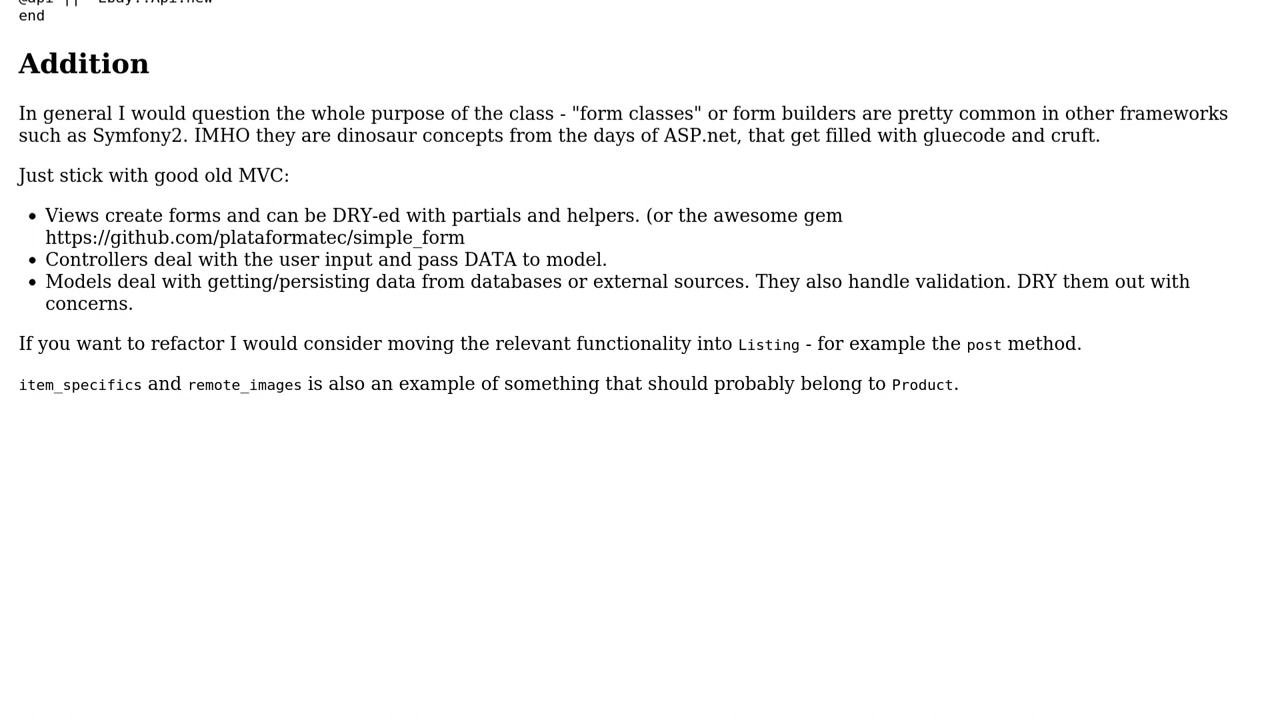 end
Addition
In general I would question the whole purpose of the class - "form classes" or form builders are pretty common in other frameworks
such as Symfony2. IMHO they are dinosaur concepts from the days of ASP.net, that get filled with gluecode and cruft.
Just stick with good old MVC:
• Views create forms and can be DRY-ed with partials and helpers. (or the awesome gem
https://github.com/plataformatec/simple_form
• Controllers deal with the user input and pass DATA to model.
• Models deal with getting/persisting data from databases or external sources. They also handle validation. DRY them out with
concerns.
If you want to refactor I would consider moving the relevant functionality into Listing - for example the post method.
item_specifics and remote_images is also an example of something that should probably belong to Product.